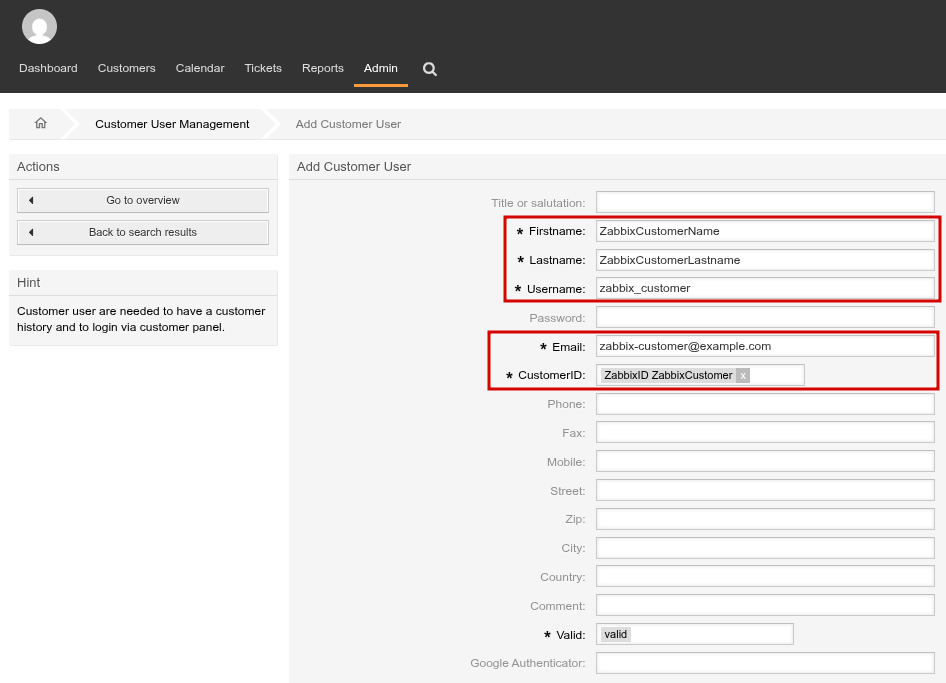 Dashboard Customers Calendar Tickets Reports Admin
Customer User Management Add Customer User
Actions
Go to overview
Back to search results
Hint
Customer user are needed to have a customer
history and to login via customer panel.
Add Customer User
Title or salutation:
* Firstname: ZabbixCustomerName
* Lastname: ZabbixCustomerLastname
* Username: zabbix_customer
Password:
* Email: zabbix-customer@example.com
* CustomerID: ZabbixID ZabbixCustomer x
Phone:
Fax:
Mobile:
Street:
Zip:
City:
Country:
Comment:
* Valid: valid
Google Authenticator: